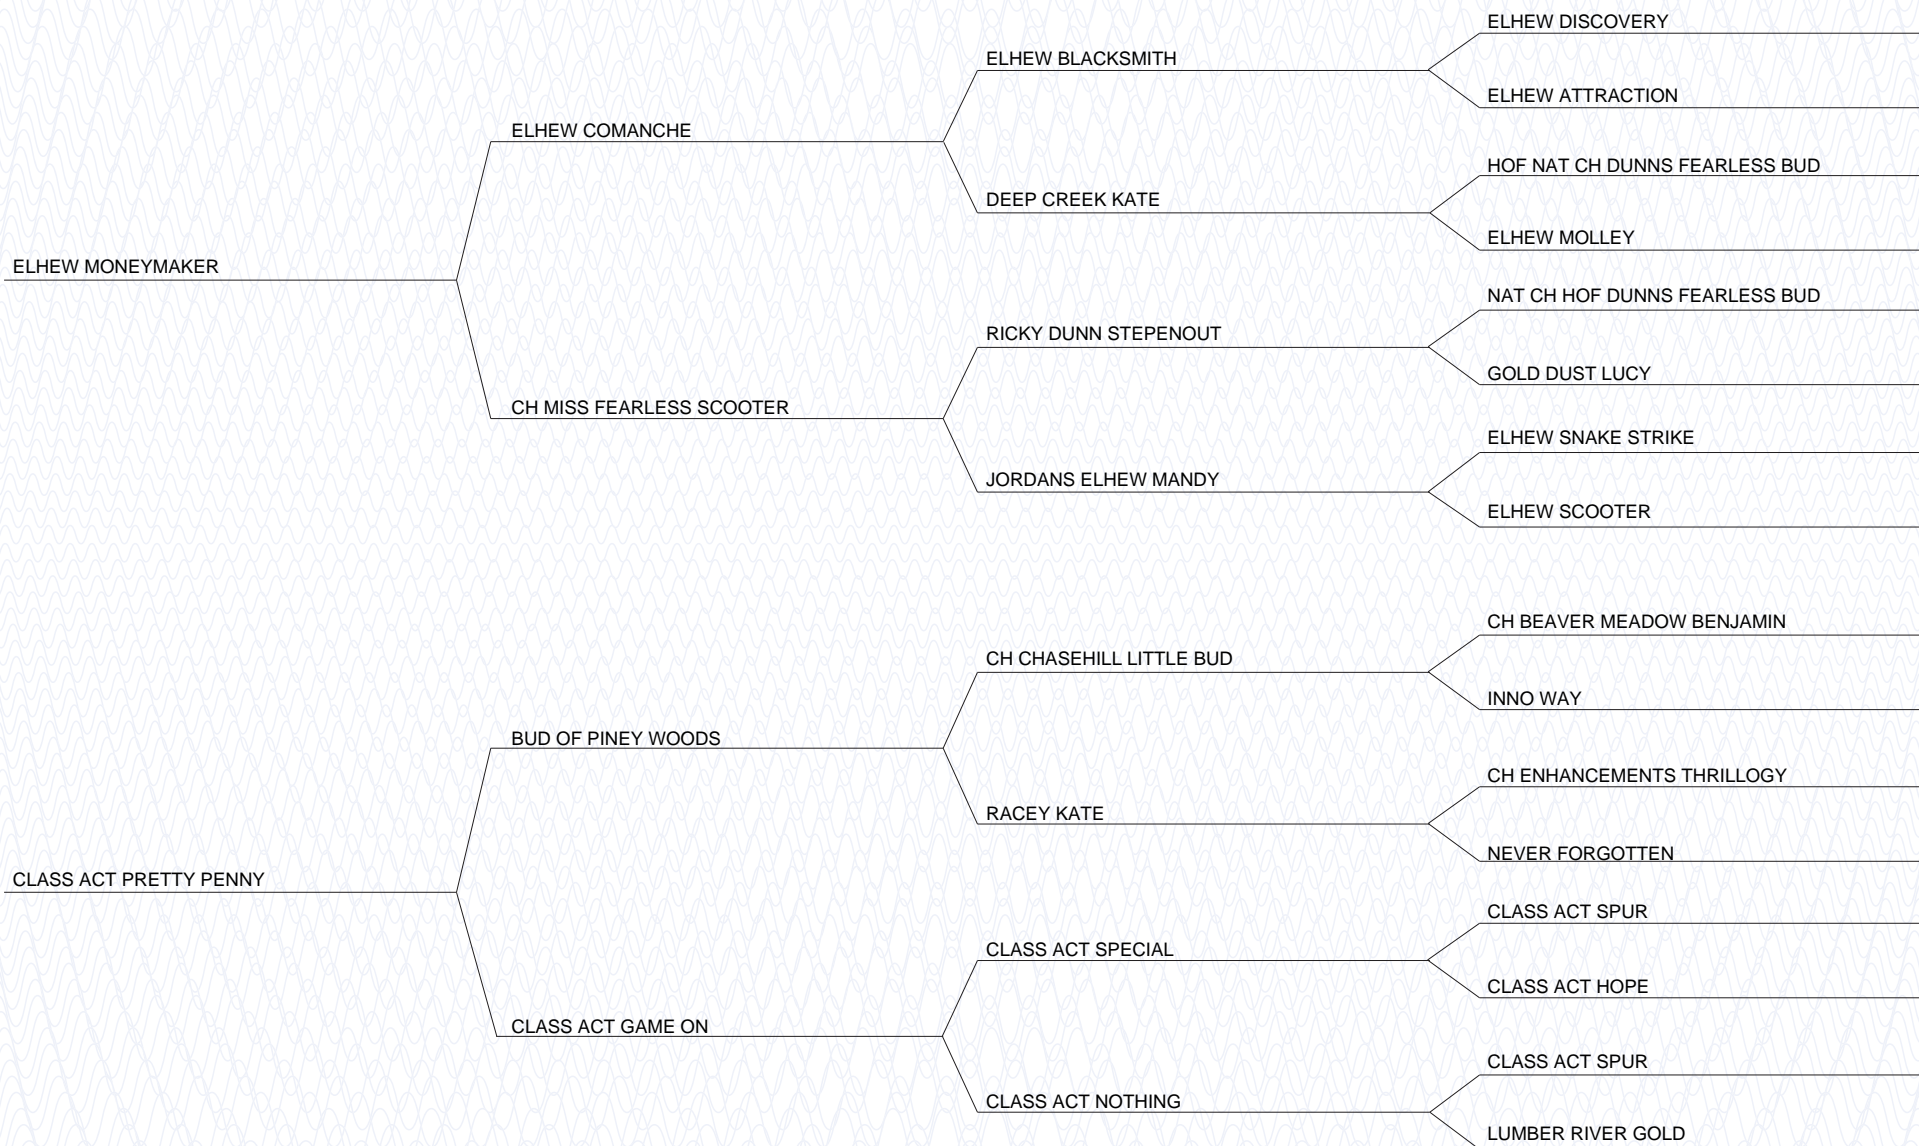 ELHEW DISCOVERY
ELHEW BLACKSMITH
ELHEW ATTRACTION
ELHEW COMANCHE
HOF NAT CH DUNNS FEARLESS BUD
DEEP CREEK KATE
ELHEW MOLLEY
ELHEW MONEYMAKER
NAT CH HOF DUNNS FEARLESS BUD
RICKY DUNN STEPENOUT
GOLD DUST LUCY
CH MISS FEARLESS SCOOTER
ELHEW SNAKE STRIKE
JORDANS ELHEW MANDY
ELHEW SCOOTER
CH BEAVER MEADOW BENJAMIN
CH CHASEHILL LITTLE BUD
INNO WAY
BUD OF PINEY WOODS
CH ENHANCEMENTS THRILLOGY
RACEY KATE
NEVER FORGOTTEN
CLASS ACT PRETTY PENNY
CLASS ACT SPUR
CLASS ACT SPECIAL
CLASS ACT HOPE
CLASS ACT GAME ON
CLASS ACT SPUR
CLASS ACT NOTHING
LUMBER RIVER GOLD